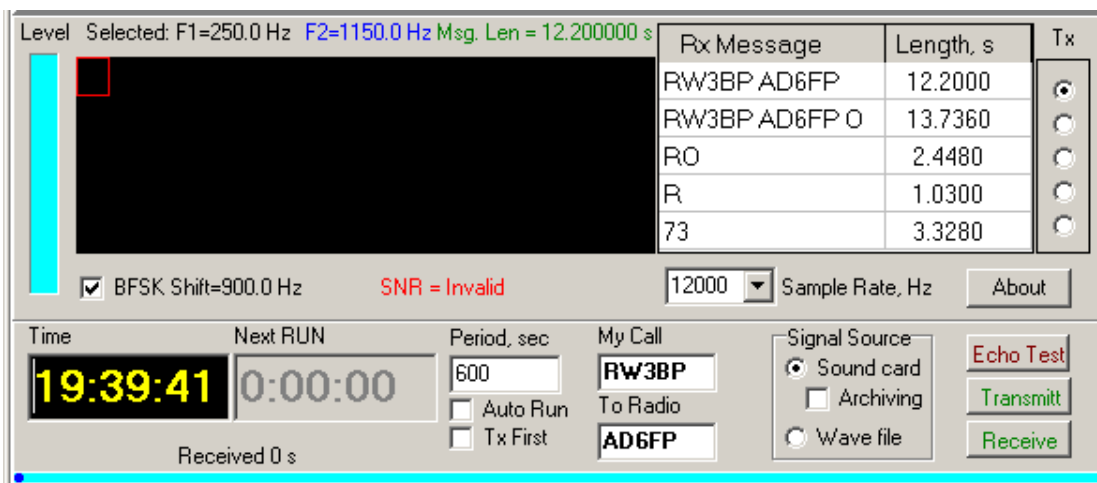 Level Selected: F1=250.0 Hz F2=1150.0 Hz Msg. Len = 12.200000 s
Rx Message Length, s Tx
RW3BP AD6FP 12.2000
RW3BP AD6FP O 13.7360
RO 2.4480
R 1.0300
73 3.3280
BFSK Shift=900.0 Hz SNR = Invalid 12000 Sample Rate, Hz About
Time Next RUN Period, sec My Call Signal Source
19:39:41 0:00:00 600 RW3BP Sound card Echo Test
Auto Run To Radio Archiving Transmitt
Tx First AD6FP Wave file Receive
Received 0 s